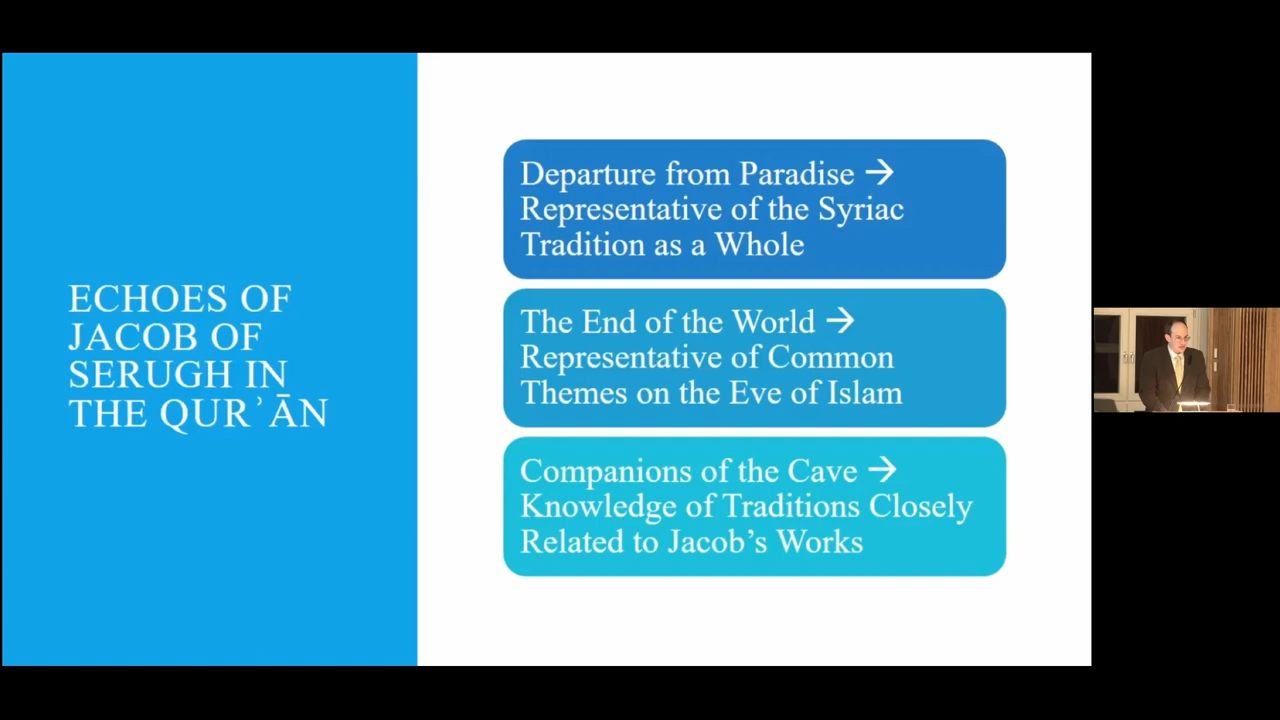 ECHOES OF
JACOB OF
SERUGH IN
THE QURʾĀN
Departure from Paradise →
Representative of the Syriac
Tradition as a Whole
The End of the World →
Representative of Common
Themes on the Eve of Islam
Companions of the Cave →
Knowledge of Traditions Closely
Related to Jacob’s Works